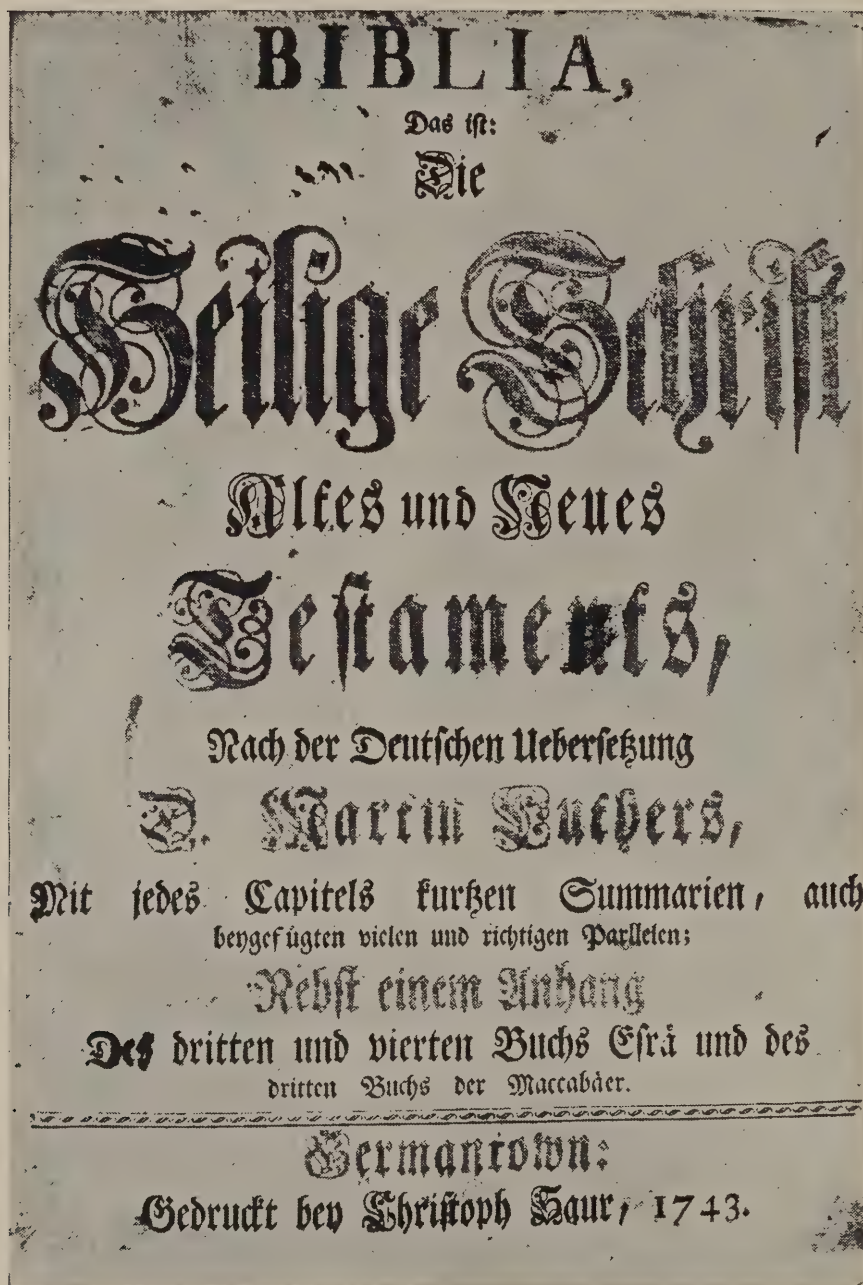 BIBLIA,
Das ist:
Die
Heilige Schrift
Altes und Neues
Testaments,
Nach der Deutschen Uebersetzung
D. Martin Luthers,
Mit jedes Capitels kurtzen Summarien, auch
beygefügten vielen und richtigen Parllelen;
Nebst einem Anhang
Des dritten und vierten Buchs Esrä und des
dritten Buchs der Maccabäer.
Germantown:
Gedruckt bey Christoph Saur, 1743.